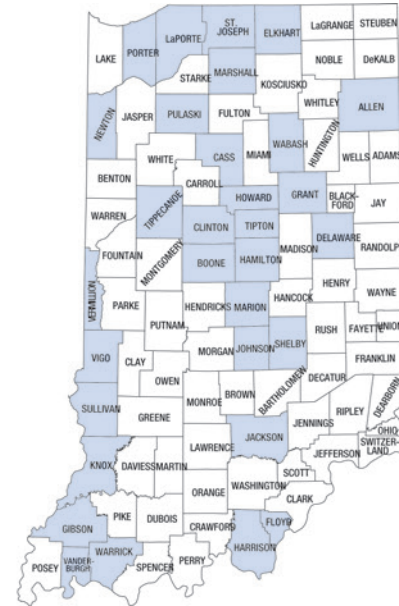 ST.
JOSEPH
LaGRANGE
STEUBEN
LaPORTE
ELKHART
PORTER
LAKE
NOBLE
DeKALB
MARSHALL
STARKE
KOSCIUSKO
WHITLEY
ALLEN
NEWTON
JASPER
PULASKI
FULTON
HUNTINGTON
WABASH
MIAMI
CASS
WELLS
ADAMS
WHITE
BENTON
CARROLL
GRANT
HOWARD
BLACK-
FORD
JAY
TIPPECANOE
WARREN
CLINTON
TIPTON
DELAWARE
MADISON
RANDOLPH
FOUNTAIN
MONTGOMERY
BOONE
HAMILTON
HENRY
VERMILLION
WAYNE
PARKE
HENDRICKS
MARION
HANCOCK
PUTNAM
RUSH
FAYETTE
UNION
VIGO
CLAY
MORGAN
JOHNSON
SHELBY
FRANKLIN
OWEN
BARTHOLOMEW
DECATUR
DEARBORN
SULLIVAN
MONROE
BROWN
GREENE
RIPLEY
JENNINGS
OHIO
LAWRENCE
JACKSON
SWITZER-
LAND
JEFFERSON
KNOX
DAVIESS
MARTIN
SCOTT
WASHINGTON
ORANGE
CLARK
PIKE
DUBOIS
GIBSON
CRAWFORD
FLOYD
HARRISON
WARRICK
PERRY
POSEY
VANDER-
BURGH
SPENCER